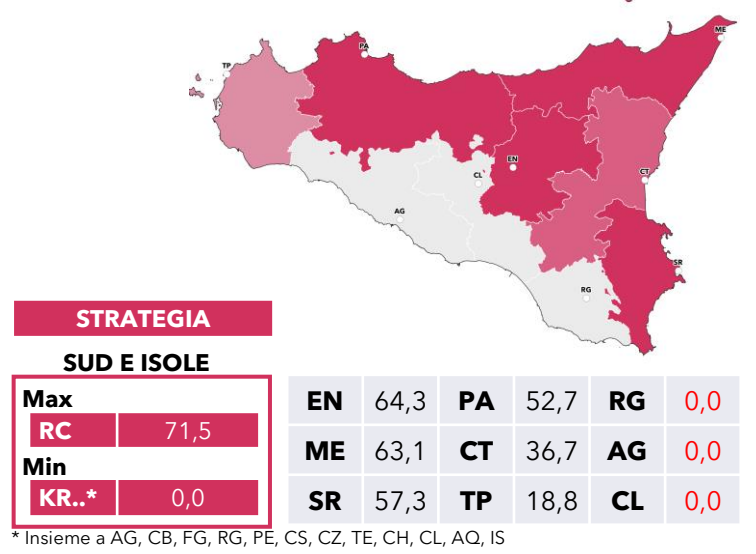 ME
PA
TP
EN
CL
CT
AG
SR
RG
STRATEGIA
SUD E ISOLE
Max
RC 71,5
Min
KR..* 0,0
EN 64,3 PA 52,7 RG 0,0
ME 63,1 CT 36,7 AG 0,0
SR 57,3 TP 18,8 CL 0,0
* Insieme a AG, CB, FG, RG, PE, CS, CZ, TE, CH, CL, AQ, IS